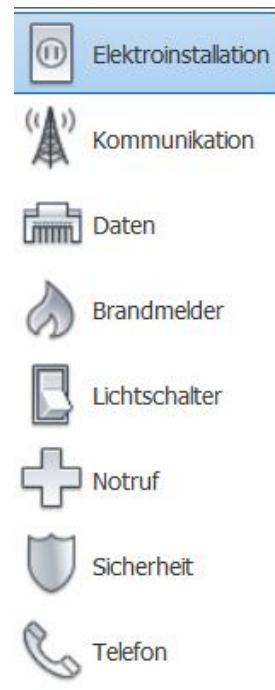 Elektroinstallation
Kommunikation
Daten
Brandmelder
Lichtschalter
Notruf
Sicherheit
Telefon